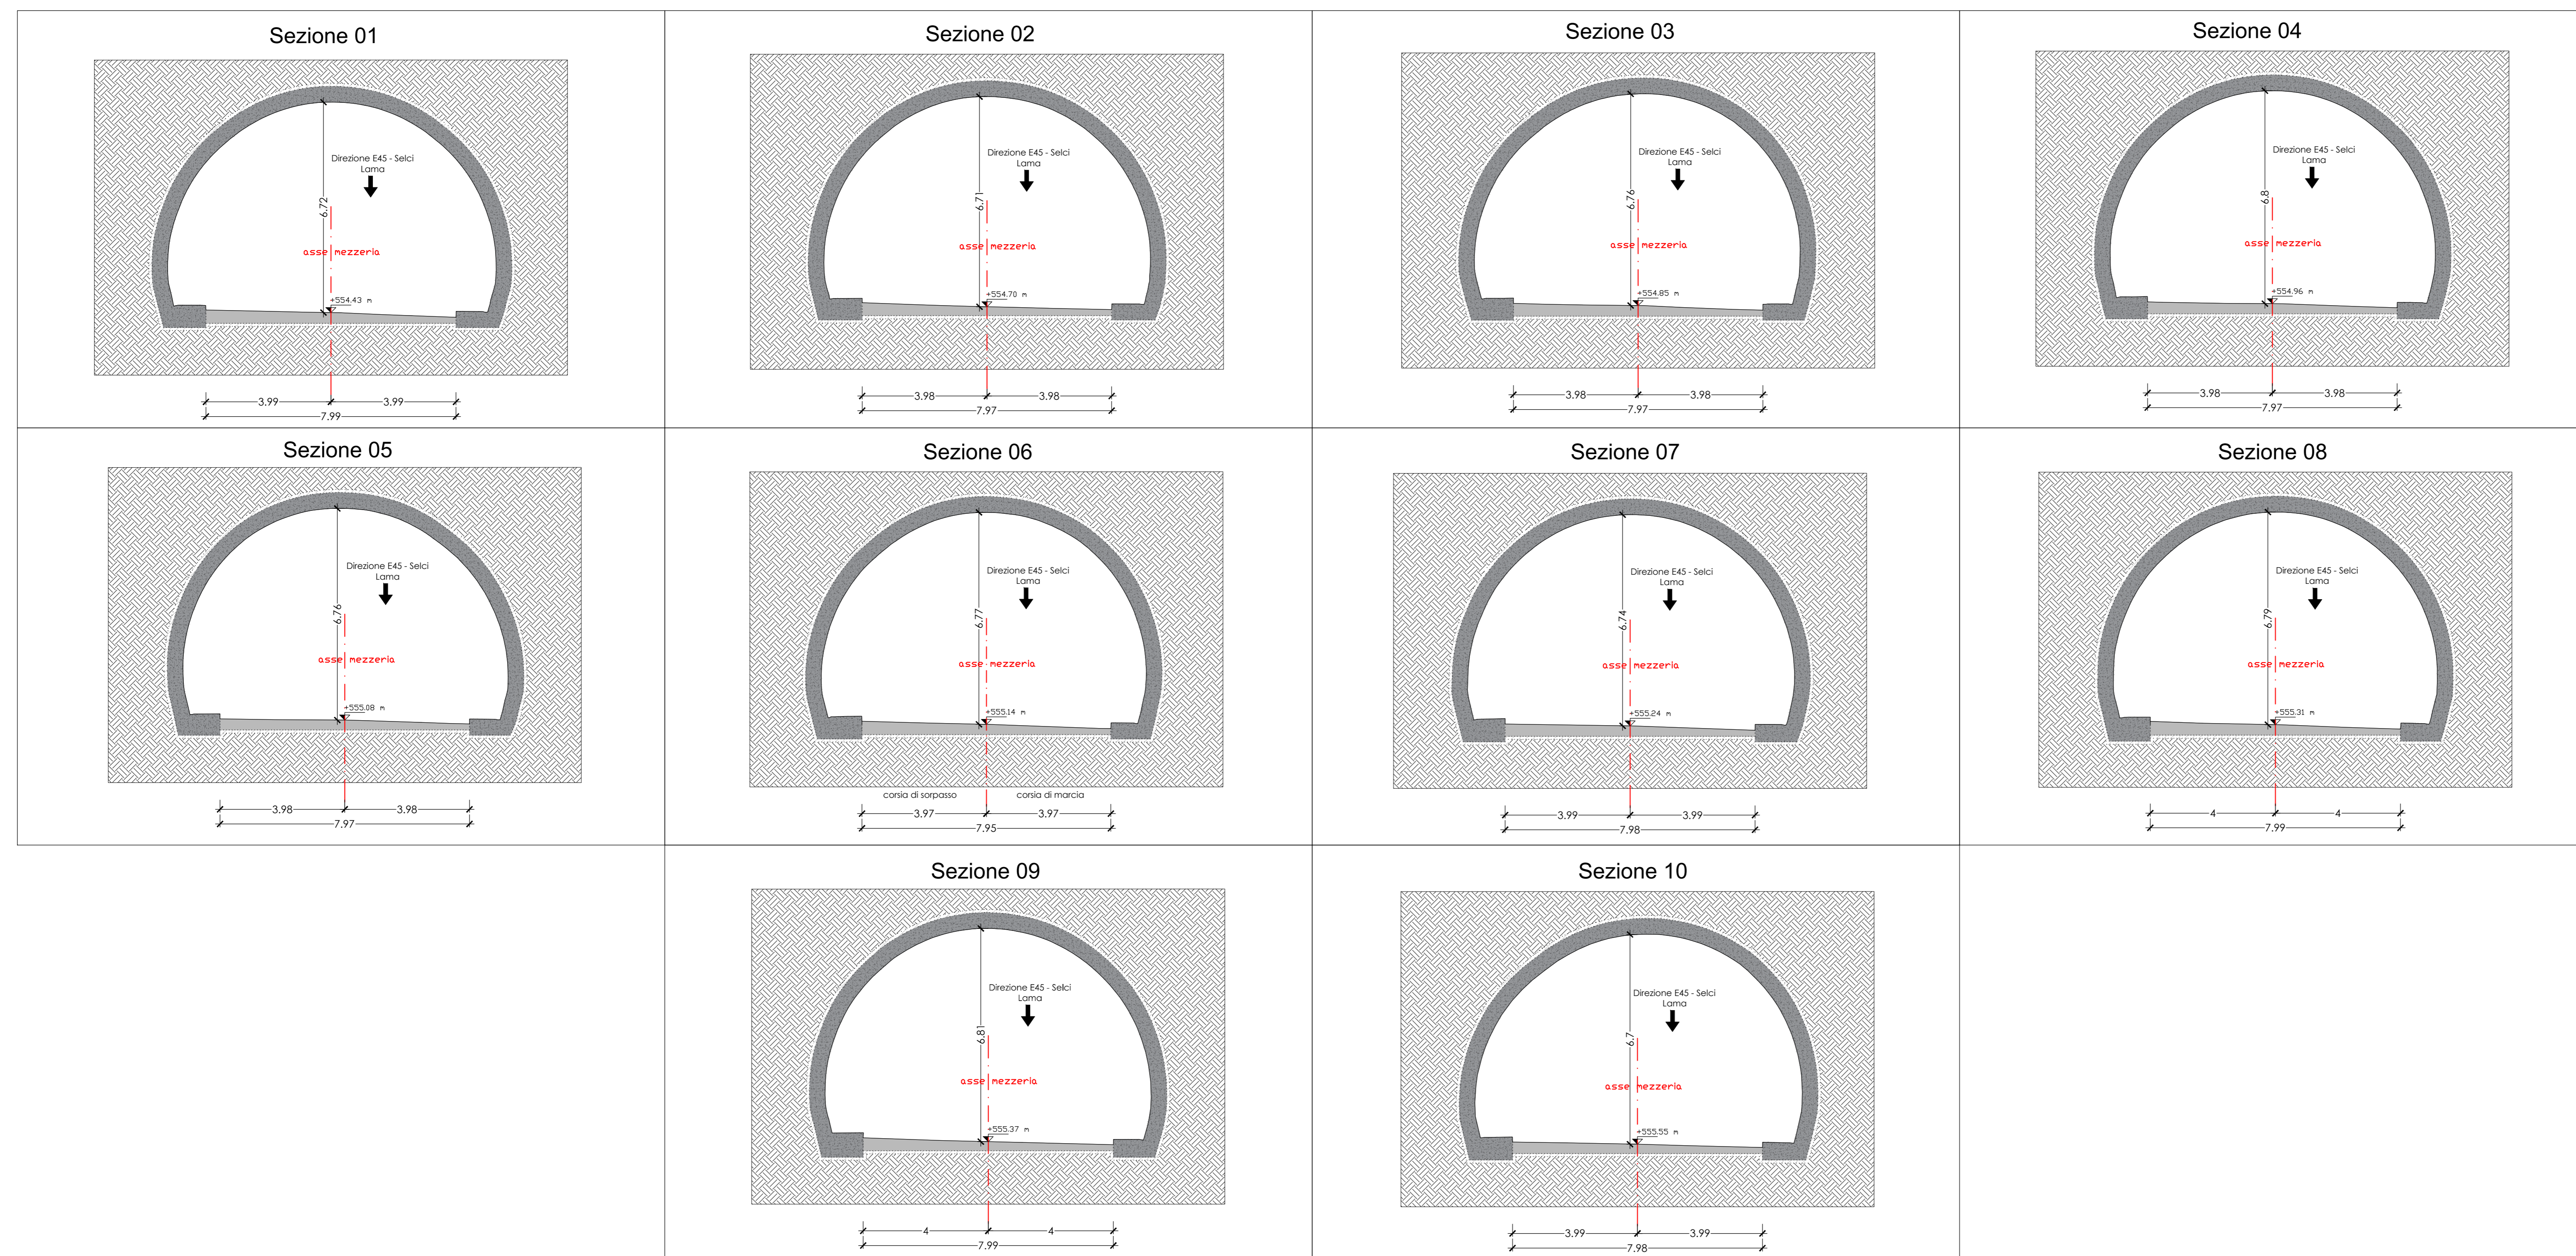 Sezione 01
Direzione E45 - Selci
Lama
6.72
asse mezzeria
+554.43 m
3.99 3.99
7.99
Sezione 02
Direzione E45 - Selci
Lama
6.71
asse mezzeria
+554.70 m
3.98 3.98
7.97
Sezione 03
Direzione E45 - Selci
Lama
6.76
asse mezzeria
+554.85 m
3.98 3.98
7.97
Sezione 04
Direzione E45 - Selci
Lama
6.8
asse mezzeria
+554.96 m
3.98 3.98
7.97
Sezione 05
Direzione E45 - Selci
Lama
6.76
asse mezzeria
+555.08 m
3.98 3.98
7.97
Sezione 06
Direzione E45 - Selci
Lama
6.77
asse mezzeria
+555.14 m
corsia di sorpasso corsia di marcia
3.97 3.97
7.95
Sezione 07
Direzione E45 - Selci
Lama
6.74
asse mezzeria
+555.24 m
3.99 3.99
7.98
Sezione 08
Direzione E45 - Selci
Lama
6.79
asse mezzeria
+555.31 m
4 4
7.99
Sezione 09
Direzione E45 - Selci
Lama
6.81
asse mezzeria
+555.37 m
4 4
7.99
Sezione 10
Direzione E45 - Selci
Lama
6.7
asse mezzeria
+555.55 m
3.99 3.99
7.98